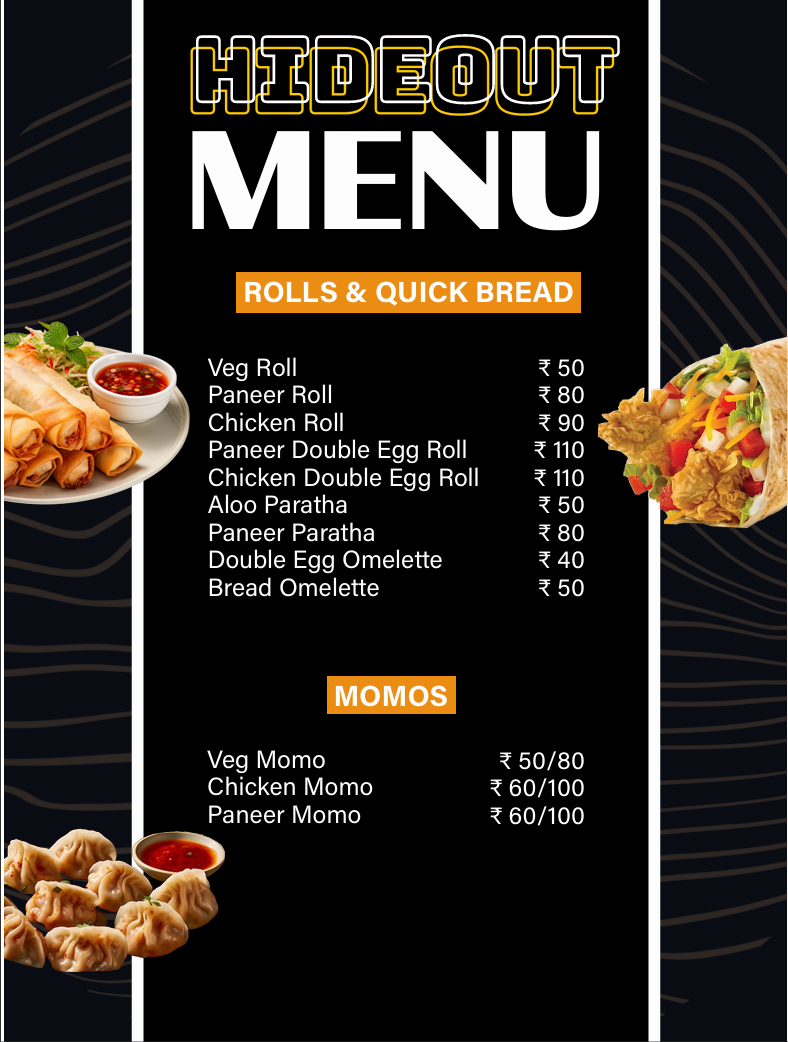 HIDEOUT
MENU
ROLLS & QUICK BREAD
Veg Roll ₹ 50
Paneer Roll ₹ 80
Chicken Roll ₹ 90
Paneer Double Egg Roll ₹ 110
Chicken Double Egg Roll ₹ 110
Aloo Paratha ₹ 50
Paneer Paratha ₹ 80
Double Egg Omelette ₹ 40
Bread Omelette ₹ 50
MOMOS
Veg Momo ₹ 50/80
Chicken Momo ₹ 60/100
Paneer Momo ₹ 60/100